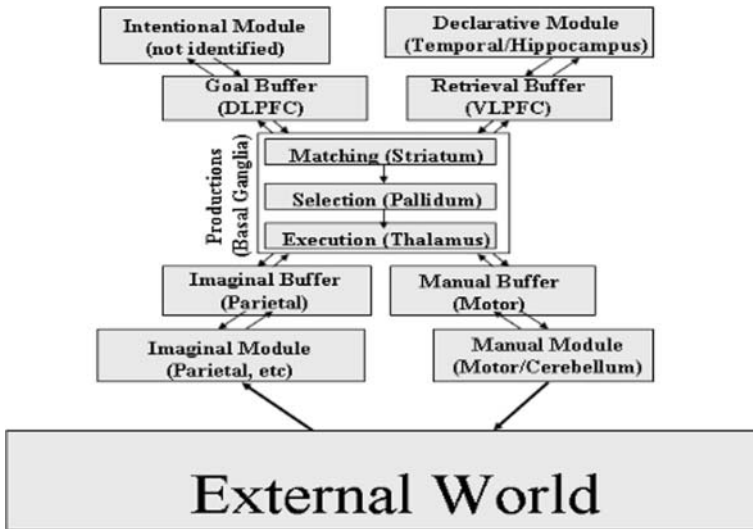 Intentional Module
(not identified)
Declarative Module
(Temporal/Hippocampus)
Goal Buffer
(DLPFC)
Retrieval Buffer
(VLPFC)
Productions
(Basal Ganglia)
Matching (Striatum)
Selection (Pallidum)
Execution (Thalamus)
Imaginal Buffer
(Parietal)
Manual Buffer
(Motor)
Imaginal Module
(Parietal, etc)
Manual Module
(Motor/Cerebellum)
External World